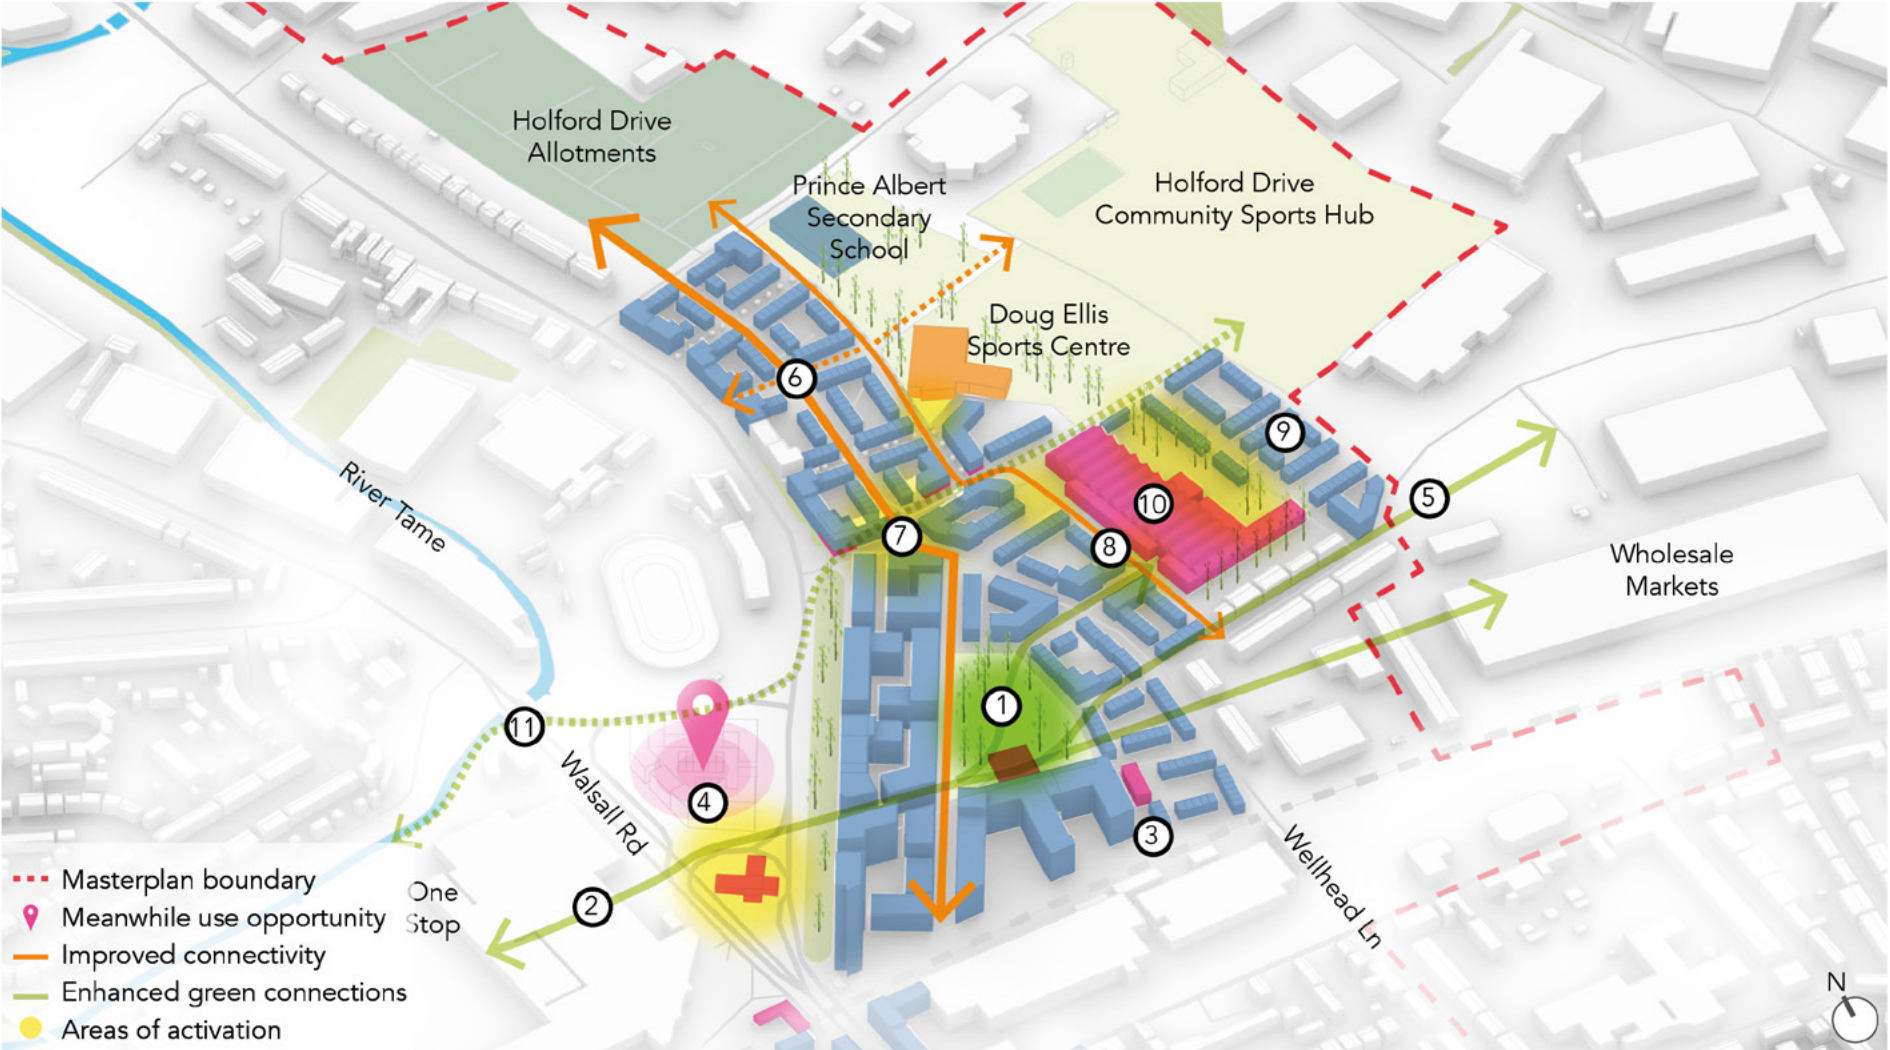 Holford Drive
Allotments
Prince Albert
Secondary
School
Holford Drive
Community Sports Hub
Doug Ellis
Sports Centre
6
9
River Tame
10
5
7
8
Wholesale
Markets
1
11
Walsall Rd
4
3
Wellhead Ln
2
One
Stop
Masterplan boundary
Meanwhile use opportunity
Improved connectivity
Enhanced green connections
Areas of activation
N